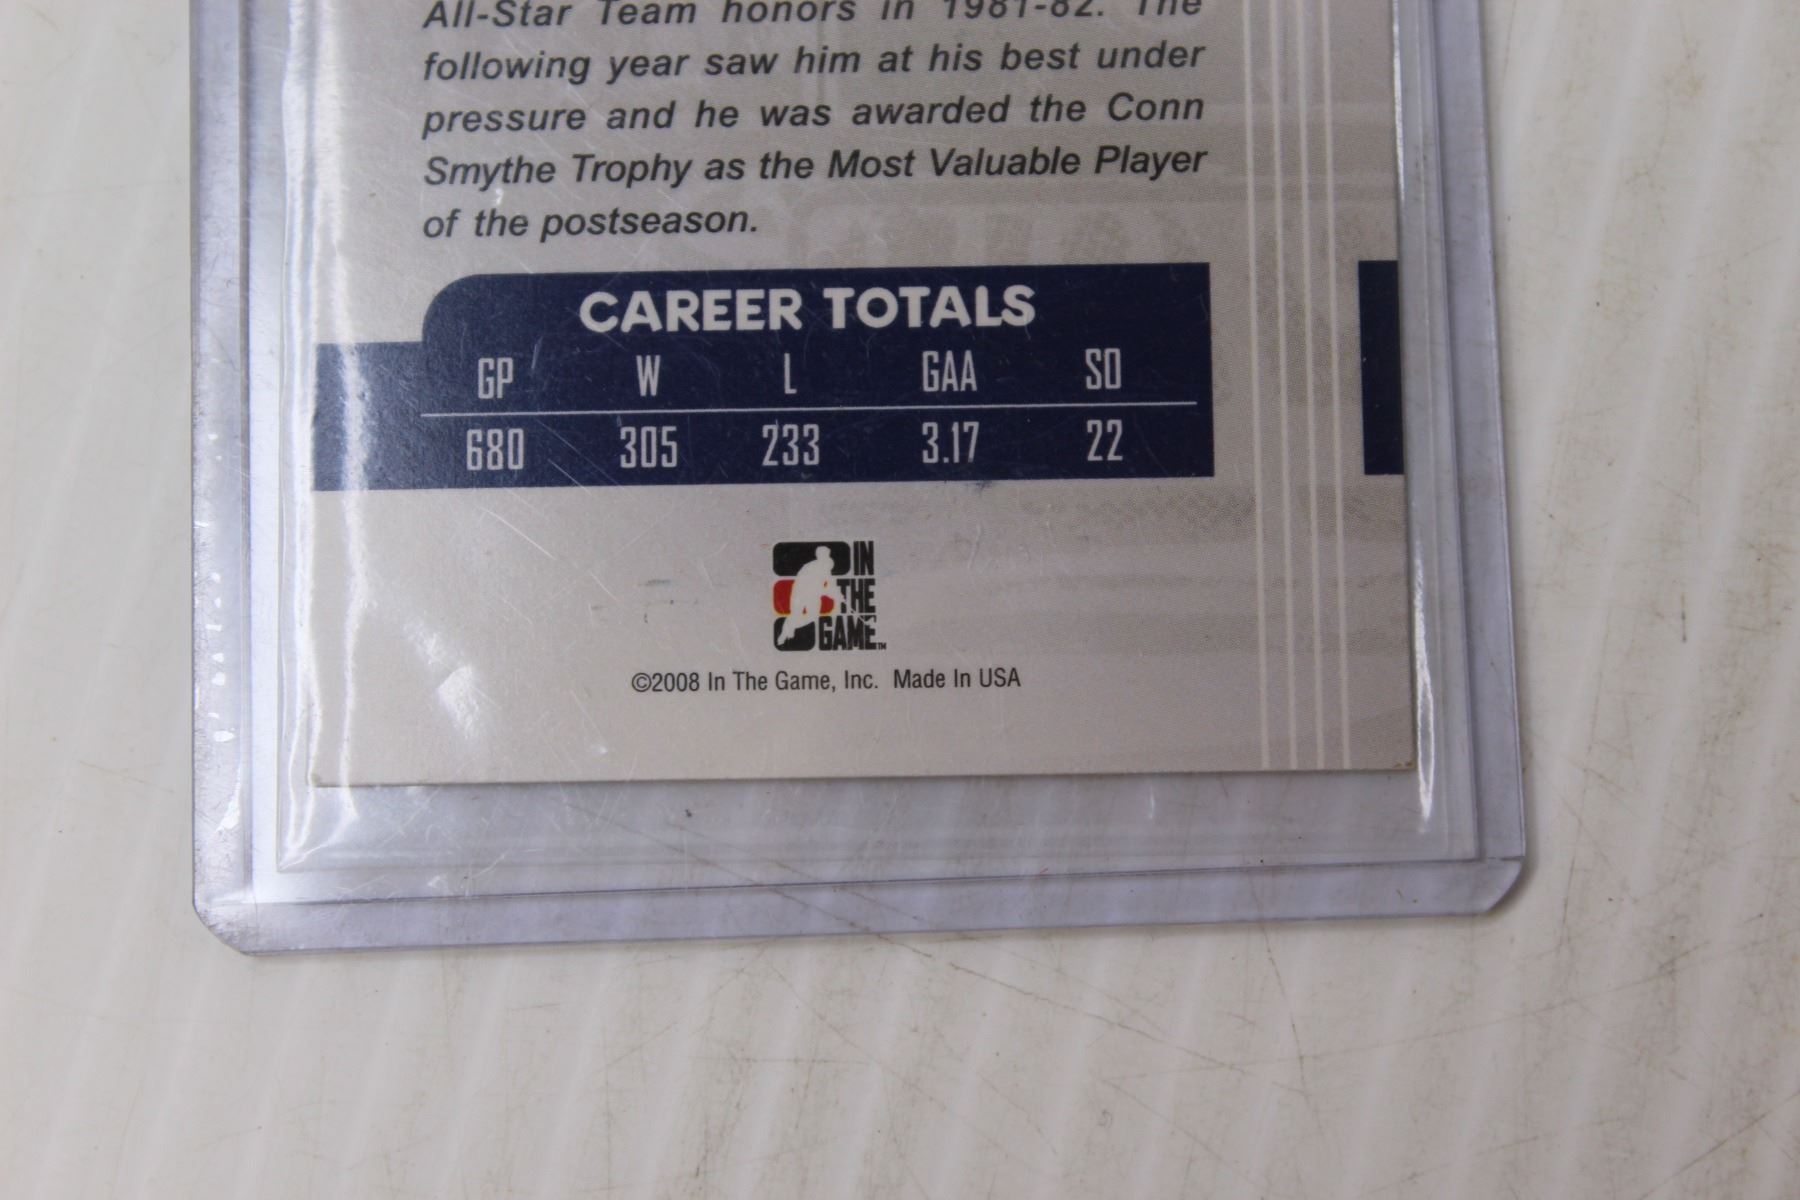 All-Star Team honors in 1981-82. The
following year saw him at his best under
pressure and he was awarded the Conn
Smythe Trophy as the Most Valuable Player
of the postseason.
CAREER TOTALS
GP W L GAA SO
680 305 233 3.17 22
IN
THE
GAME™
©2008 In The Game, Inc. Made In USA